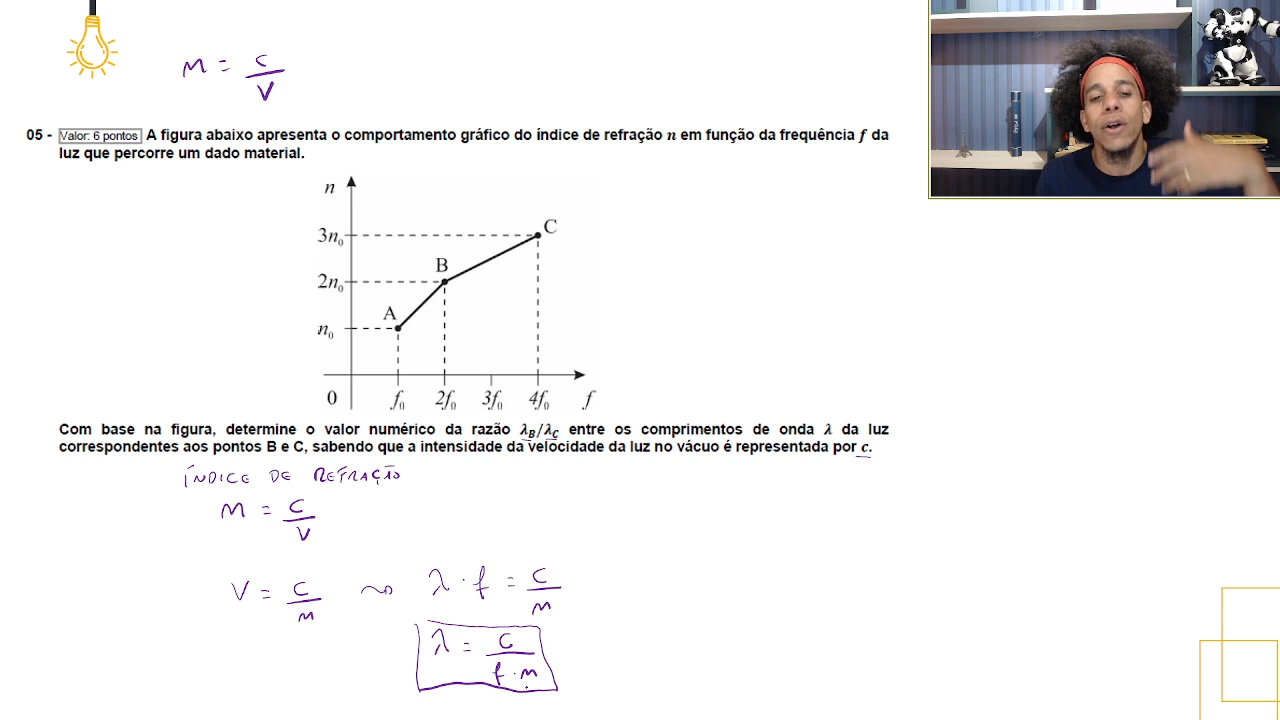 n = c/v
05 - Valor: 6 pontos A figura abaixo apresenta o comportamento gráfico do índice de refração n em função da frequência f da
luz que percorre um dado material.
n
3n₀
C
2n₀
B
n₀
A
0 f₀ 2f₀ 3f₀ 4f₀ f
Com base na figura, determine o valor numérico da razão λ_B/λ_C entre os comprimentos de onda λ da luz
correspondentes aos pontos B e C, sabendo que a intensidade da velocidade da luz no vácuo é representada por c.
ÍNDICE DE REFRAÇÃO
n = c/v
v = c/n ~> λ · f = c/n
λ = c/(f · n)